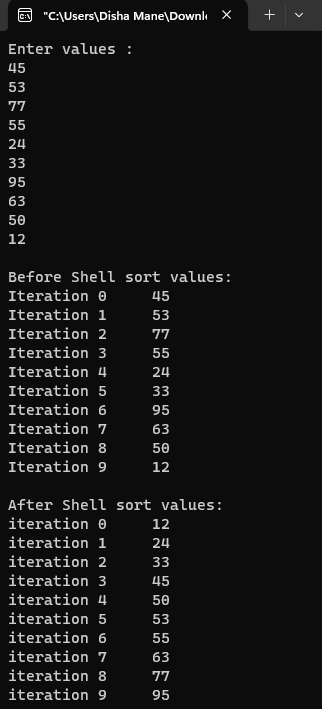 "C:\Users\Disha Mane\Downl
Enter values :
45
53
77
55
24
33
95
63
50
12
Before Shell sort values:
Iteration 0 45
Iteration 1 53
Iteration 2 77
Iteration 3 55
Iteration 4 24
Iteration 5 33
Iteration 6 95
Iteration 7 63
Iteration 8 50
Iteration 9 12
After Shell sort values:
iteration 0 12
iteration 1 24
iteration 2 33
iteration 3 45
iteration 4 50
iteration 5 53
iteration 6 55
iteration 7 63
iteration 8 77
iteration 9 95